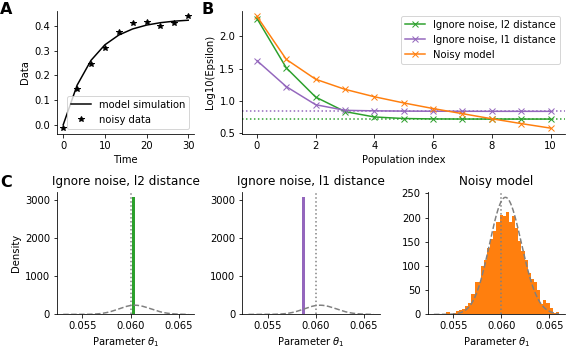 A
B
0.4
0.3
0.2
0.1
0.0
Data
model simulation
noisy data
0
10
20
30
Time
2.0
1.5
1.0
0.5
Log10(Epsilon)
Ignore noise, l2 distance
Ignore noise, l1 distance
Noisy model
0
2
4
6
8
10
Population index
C
Ignore noise, l2 distance
3000
2000
1000
0
Density
0.055
0.060
0.065
Parameter θ₁
Ignore noise, l1 distance
3000
2000
1000
0
0.055
0.060
0.065
Parameter θ₁
Noisy model
250
200
150
100
50
0
0.055
0.060
0.065
Parameter θ₁